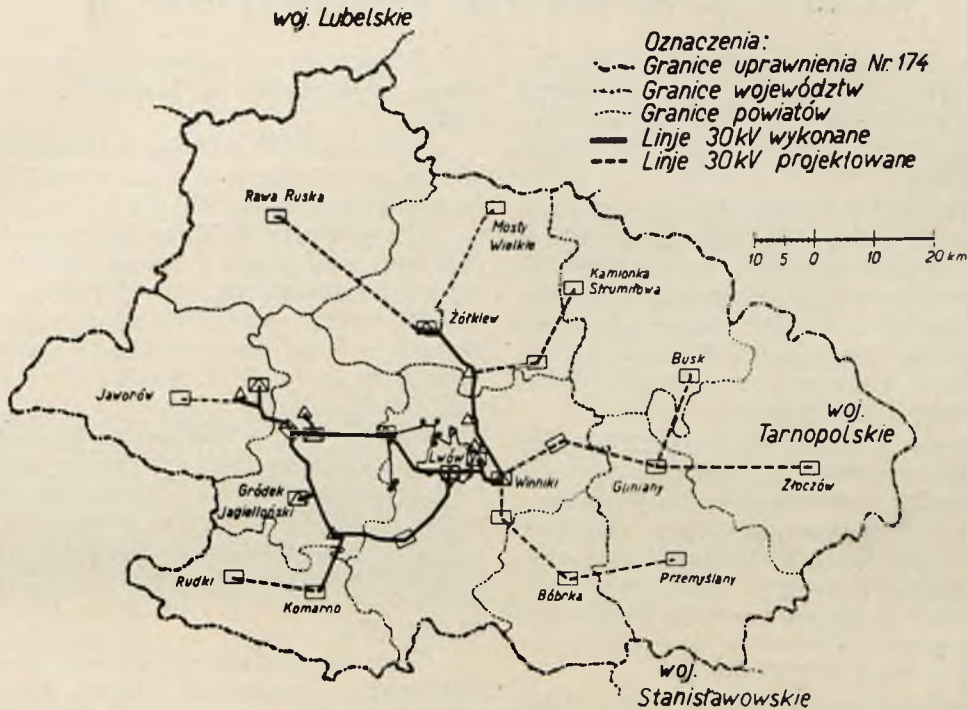 woj. Lubelskie
Oznaczenia:
Granice uprawnienia Nr. 174
Granice województw
Granice powiatów
Linje 30kV wykonane
Linje 30kV projektowane
10 5 0 10 20 km
Rawa Ruska
Mosty
Wielkie
Kamionka
Strumiłowa
Żółkiew
Busk
Jaworów
woj.
Tarnopolskie
Lwów
Winniki
Gliniany
Złoczów
Gródek
Jagielloński
Rudki
Komarno
Bóbrka
Przemyślany
woj.
Stanisławowskie